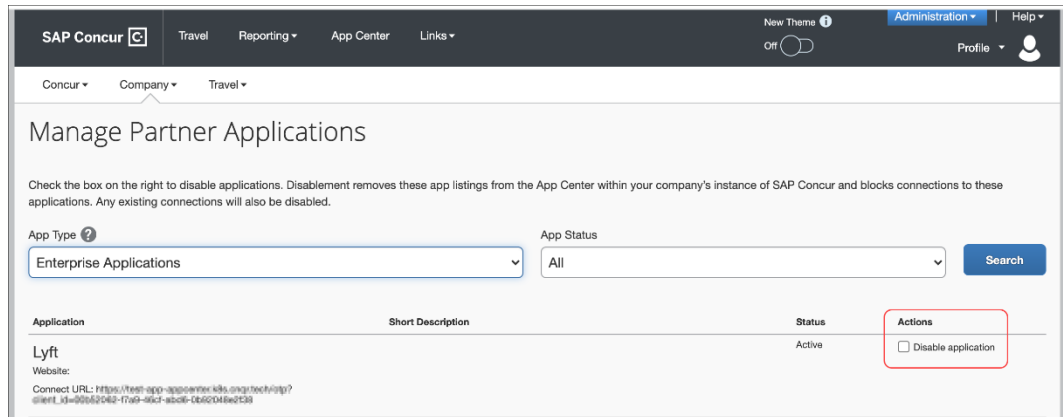 New Theme
Administration
Help
SAP Concur C
Travel
Reporting
App Center
Links
Off
Profile
Concur
Company
Travel
Manage Partner Applications
Check the box on the right to disable applications. Disablement removes these app listings from the App Center within your company's instance of SAP Concur and blocks connections to these
applications. Any existing connections will also be disabled.
App Type ?
App Status
Enterprise Applications
All
Search
Application Short Description Status Actions
Lyft Active Disable application
Website:
Connect URL: